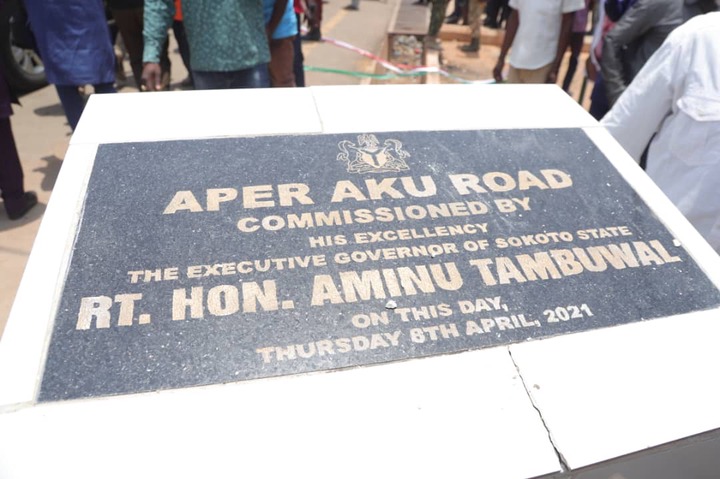 APER AKU ROAD
COMMISSIONED BY
HIS EXCELLENCY
THE EXECUTIVE GOVERNOR OF SOKOTO STATE
RT. HON. AMINU TAMBUWAL
ON THIS DAY,
THURSDAY 8TH APRIL, 2021